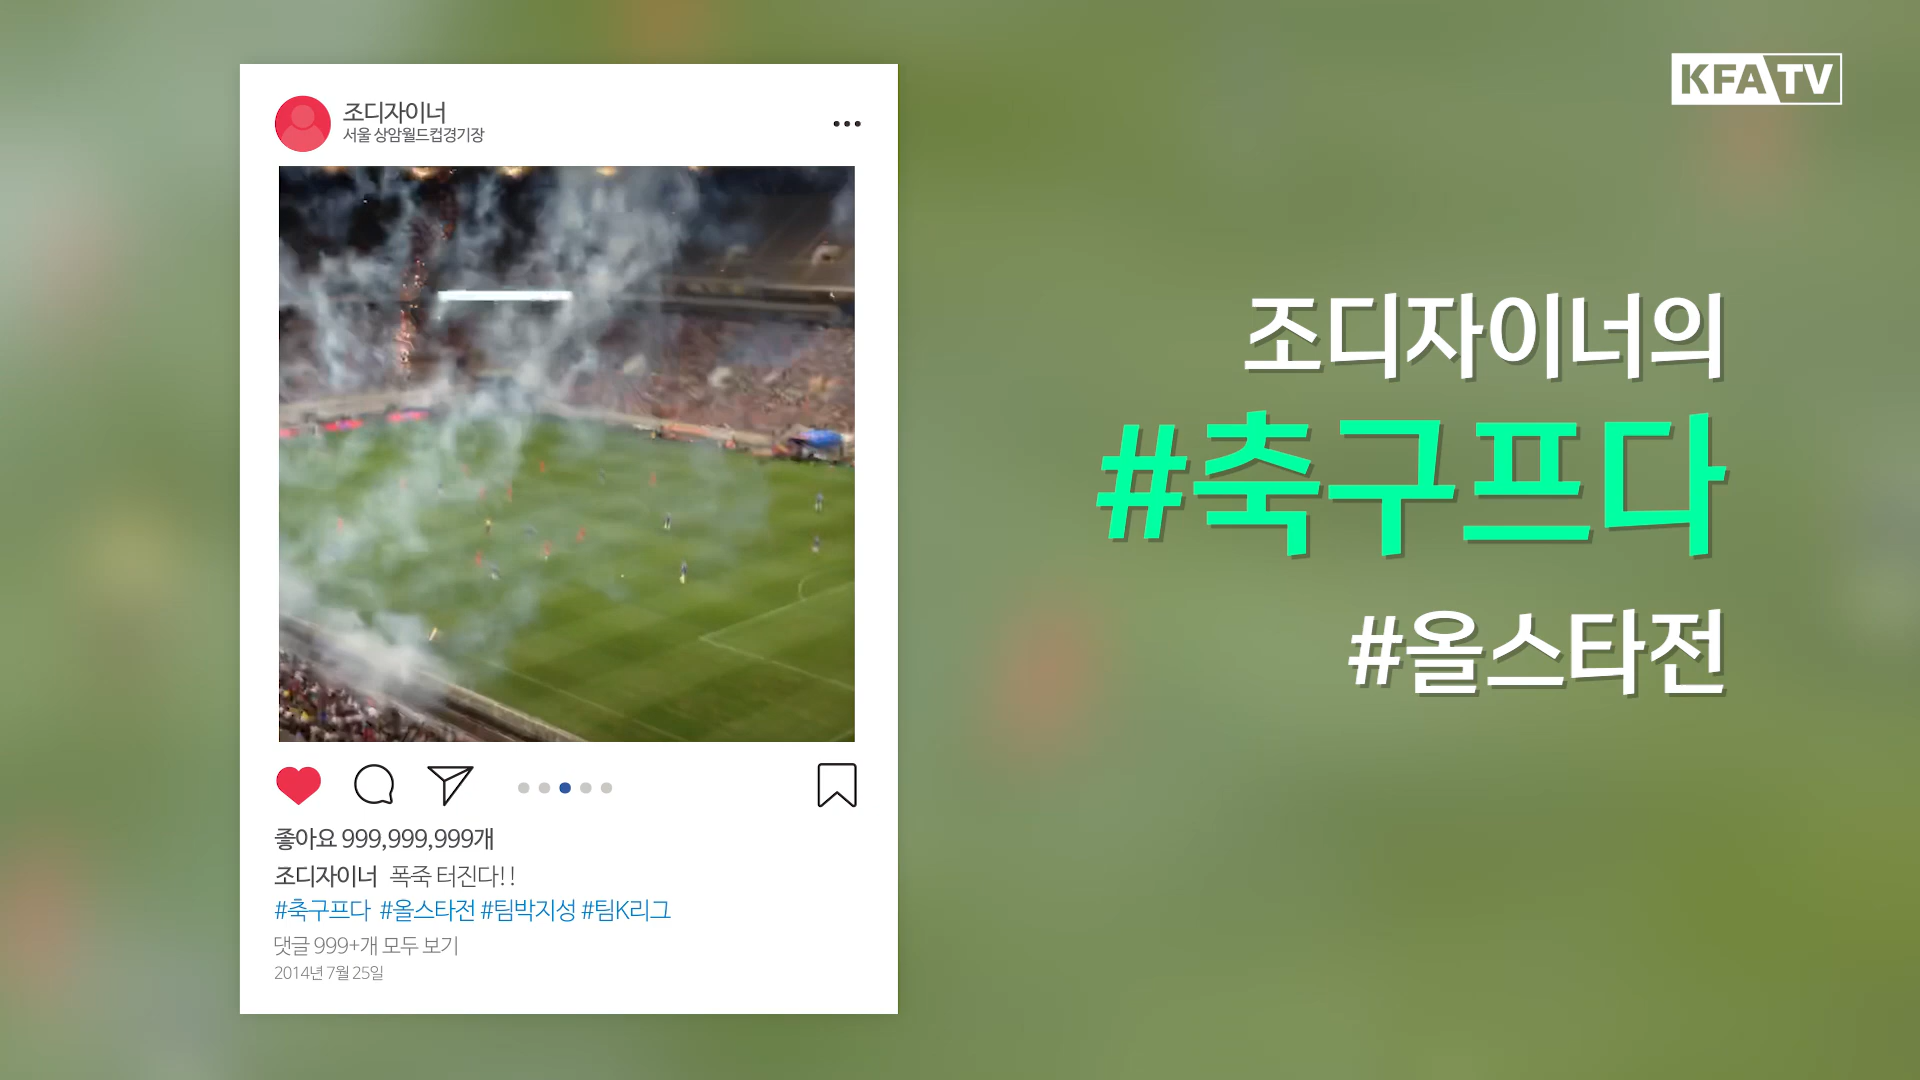 조디자이너
서울 상암월드컵경기장
좋아요 999,999,999개
조디자이너 폭죽 터진다!!
#축구프다 #올스타전 #팀박지성 #팀K리그
댓글 999+개 모두 보기
2014년 7월 25일
KFATV
조디자이너의
#축구프다
#올스타전